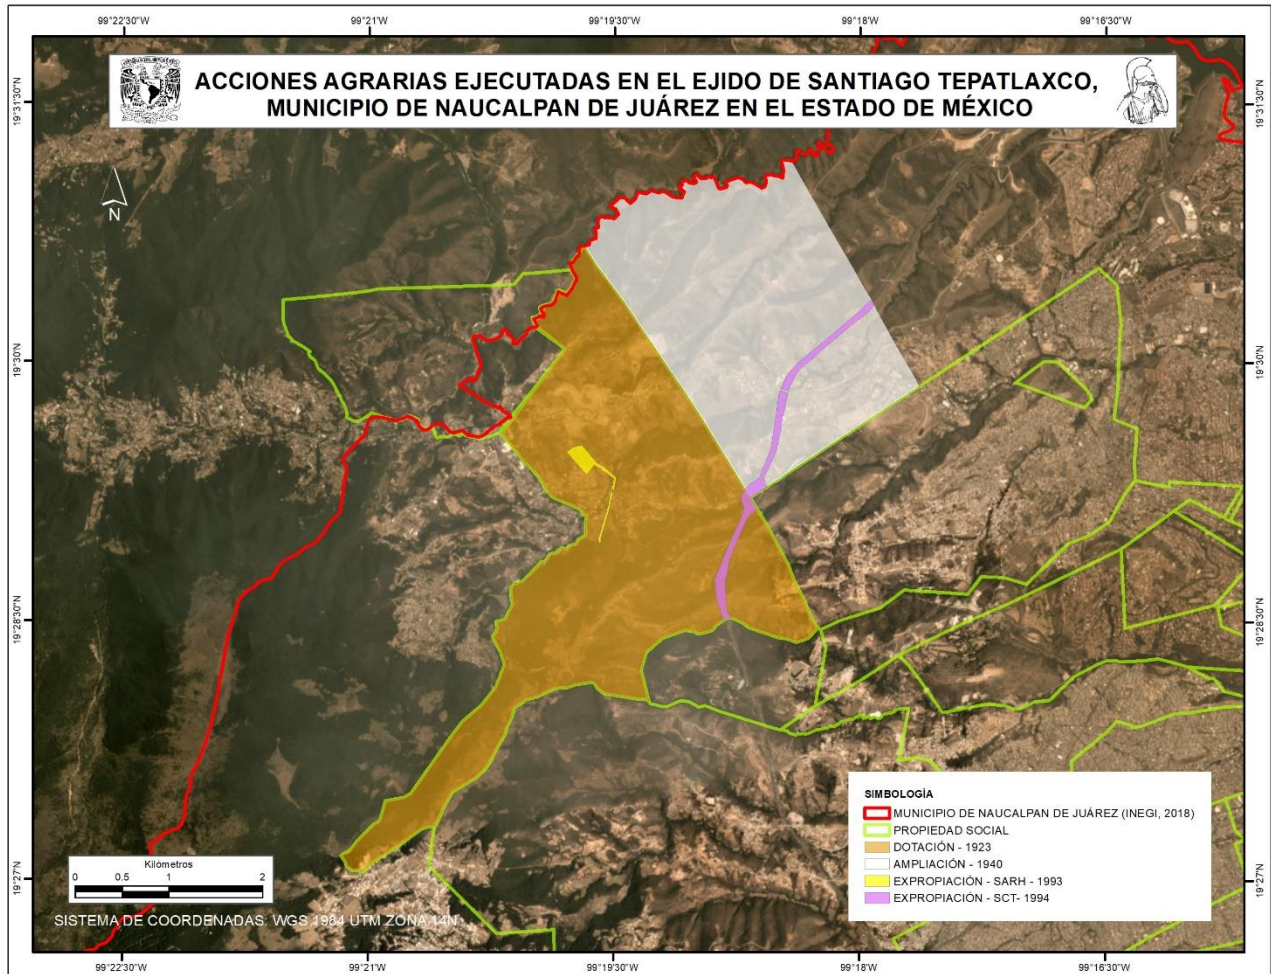 99°22'30"W 99°21'W 99°19'30"W 99°18'W 99°16'30"W
ACCIONES AGRARIAS EJECUTADAS EN EL EJIDO DE SANTIAGO TEPATLAXCO,
MUNICIPIO DE NAUCALPAN DE JUÁREZ EN EL ESTADO DE MÉXICO
19°31'30"N 19°31'30"N
N
19°30'N 19°30'N
19°28'30"N 19°28'30"N
SIMBOLOGÍA
MUNICIPIO DE NAUCALPAN DE JUÁREZ (INEGI, 2018)
PROPIEDAD SOCIAL
DOTACIÓN - 1923
AMPLIACIÓN - 1940
EXPROPIACIÓN - SARH - 1993
EXPROPIACIÓN - SCT- 1994
Kilómetros
0 0.5 1 2
19°27'N 19°27'N
SISTEMA DE COORDENADAS: WGS 1984 UTM ZONA 14N
99°22'30"W 99°21'W 99°19'30"W 99°18'W 99°16'30"W